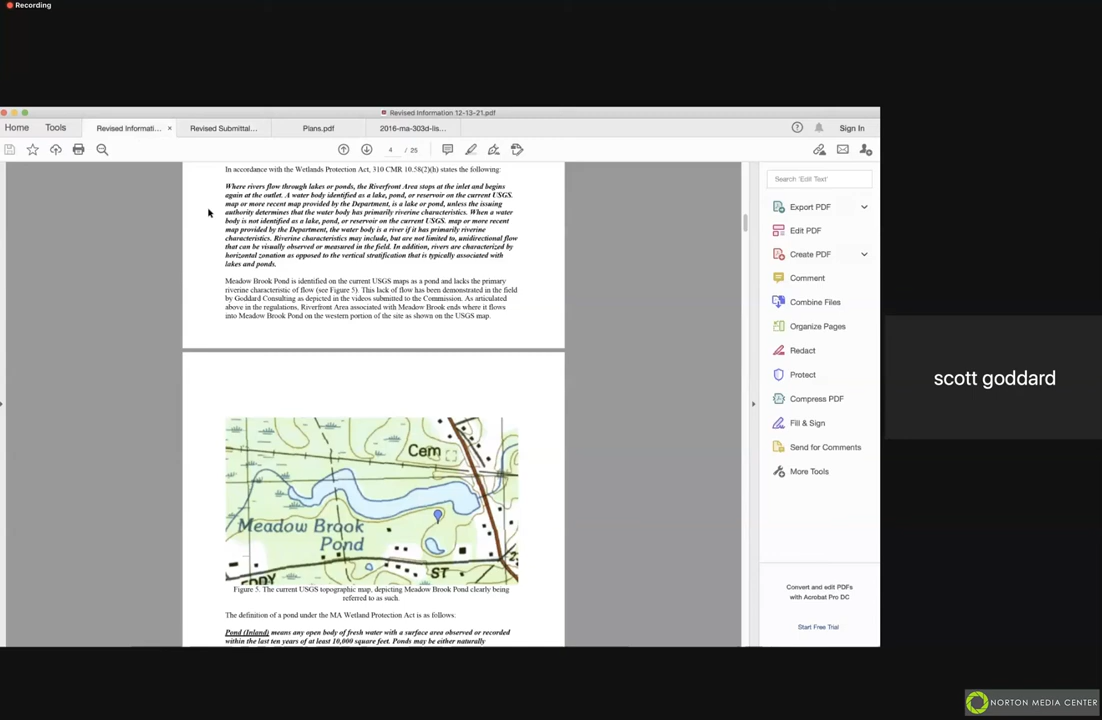 Recording
Revised Information 12-13-21.pdf
Home
Tools
Revised Informati...
Revised Submittal...
Plans.pdf
2016-ma-303d-lis...
Sign In
4 / 25
In accordance with the Wetlands Protection Act, 310 CMR 10.58(2)(h) states the following:
Where rivers flow through lakes or ponds, the Riverfront Area stops at the inlet and begins
again at the outlet. A water body identified as a lake, pond, or reservoir on the current USGS.
map or more recent map provided by the Department, is a lake or pond, unless the issuing
authority determines that the water body has primarily riverine characteristics. When a water
body is not identified as a lake, pond, or reservoir on the current USGS. map or more recent
map provided by the Department, the water body is a river if it has primarily riverine
characteristics. Riverine characteristics may include, but are not limited to, unidirectional flow
that can be visually observed or measured in the field. In addition, rivers are characterized by
horizontal zonation as opposed to the vertical stratification that is typically associated with
lakes and ponds.
Meadow Brook Pond is identified on the current USGS maps as a pond and lacks the primary
riverine characteristic of flow (see Figure 5). This lack of flow has been demonstrated in the field
by Goddard Consulting as depicted in the videos submitted to the Commission. As articulated
above in the regulations, Riverfront Area associated with Meadow Brook ends where it flows
into Meadow Brook Pond on the western portion of the site as shown on the USGS map.
Cem
Meadow Brook
Pond
ST
Figure 5. The current USGS topographic map, depicting Meadow Brook Pond clearly being
referred to as such.
The definition of a pond under the MA Wetland Protection Act is as follows:
Pond (Inland) means any open body of fresh water with a surface area observed or recorded
within the last ten years of at least 10,000 square feet. Ponds may be either naturally
Search 'Edit Text'
Export PDF
Edit PDF
Create PDF
Comment
Combine Files
Organize Pages
Redact
Protect
Compress PDF
Fill & Sign
Send for Comments
More Tools
Convert and edit PDFs
with Acrobat Pro DC
Start Free Trial
scott goddard
NORTON MEDIA CENTER